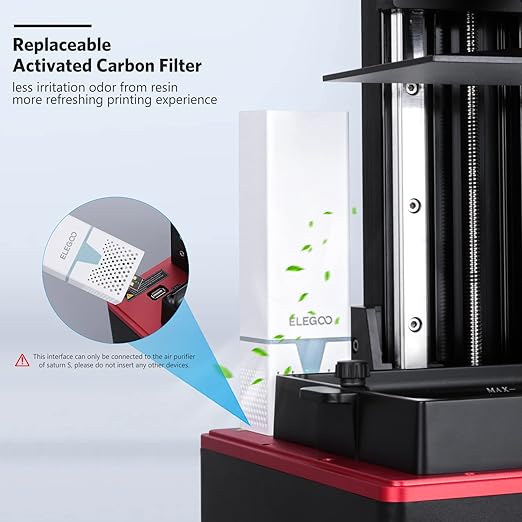 Replaceable
Activated Carbon Filter
less irritation odor from resin
more refreshing printing experience
ELEGOO
ELEGOO
This interface can only be connected to the air purifier
of saturn S, please do not insert any other devices.
MAX